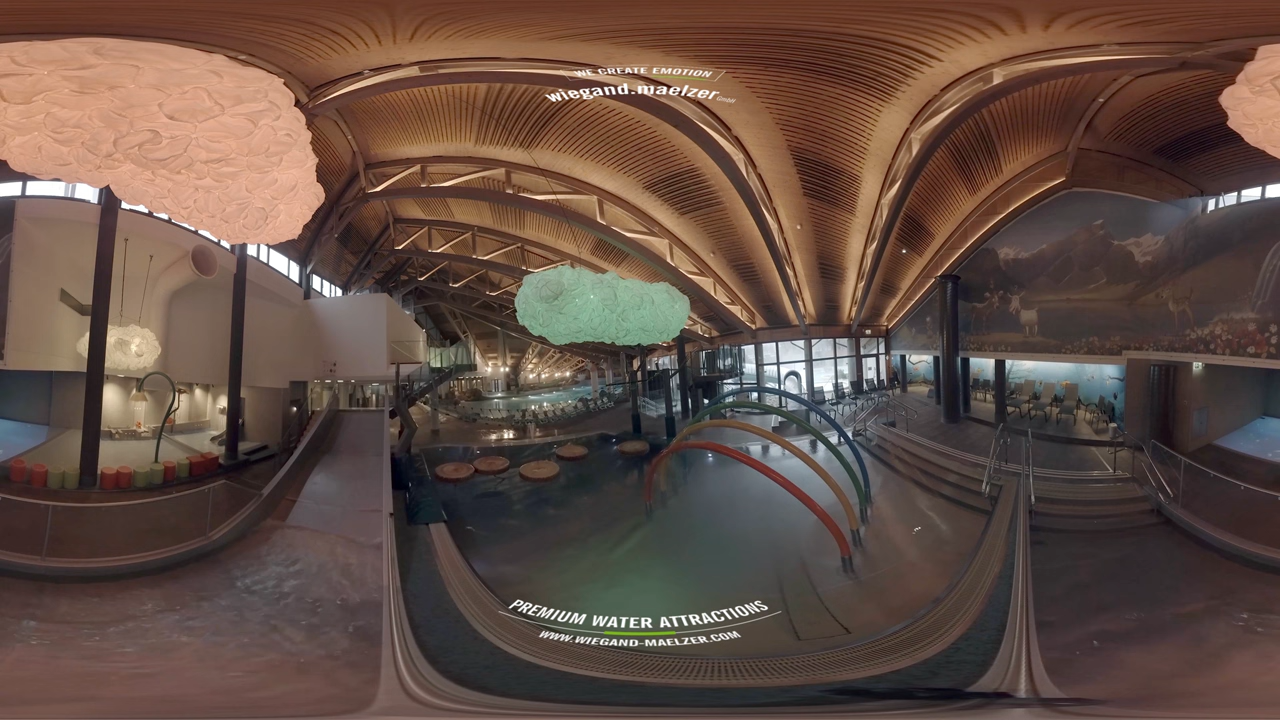 WE CREATE EMOTION
wiegand.maelzer GmbH
PREMIUM WATER ATTRACTIONS
WWW.WIEGAND-MAELZER.COM